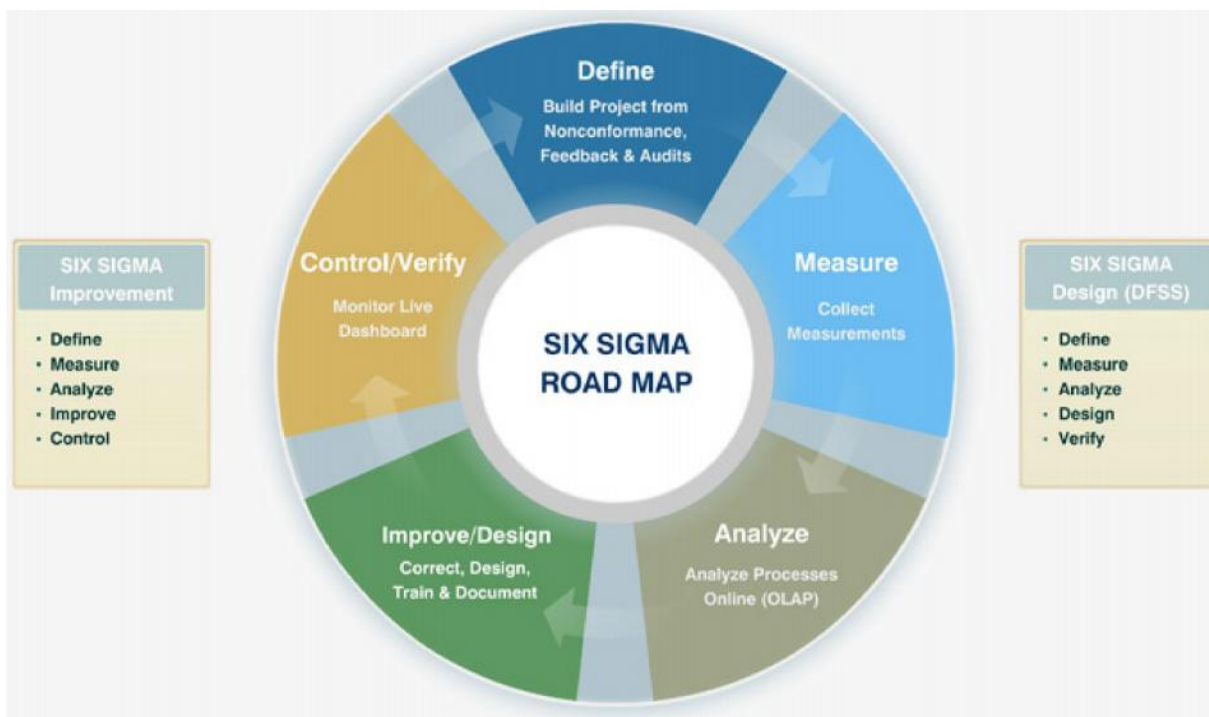 Define
Build Project from
Nonconformance,
Feedback & Audits
Control/Verify
Monitor Live
Dashboard
Measure
Collect
Measurements
SIX SIGMA
ROAD MAP
Improve/Design
Correct, Design,
Train & Document
Analyze
Analyze Processes
Online (OLAP)
SIX SIGMA
Improvement
• Define
• Measure
• Analyze
• Improve
• Control
SIX SIGMA
Design (DFSS)
• Define
• Measure
• Analyze
• Design
• Verify